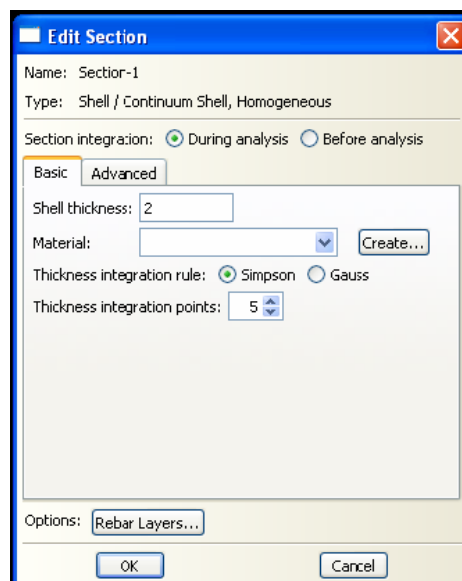 Edit Section
Name: Section-1
Type: Shell / Continuum Shell, Homogeneous
Section integration: During analysis Before analysis
Basic Advanced
Shell thickness: 2
Material: Create...
Thickness integration rule: Simpson Gauss
Thickness integration points: 5
Options: Rebar Layers...
OK Cancel